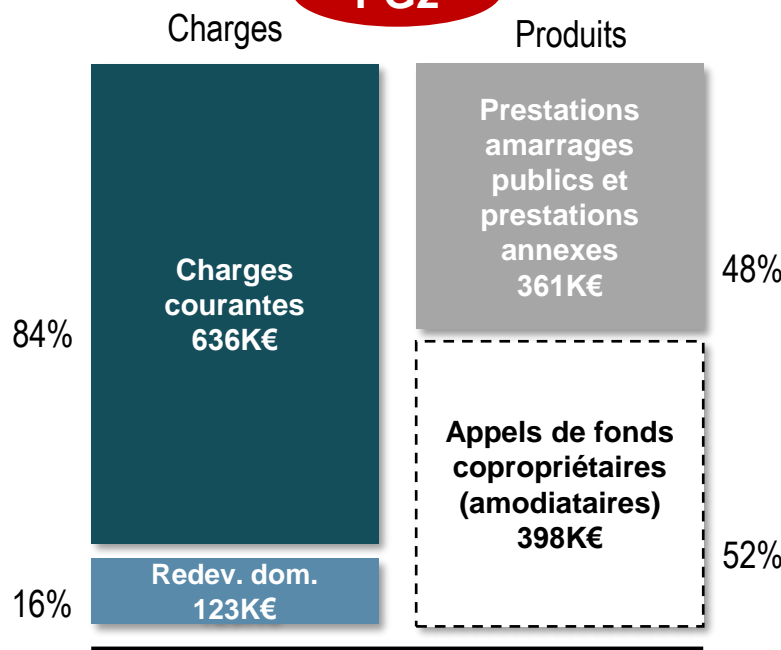 Charges
Produits
Prestations
amarrages
publics et
prestations
annexes
361K€
48%
Charges
courantes
636K€
84%
Appels de fonds
copropriétaires
(amodiataires)
398K€
52%
Redev. dom.
123K€
16%